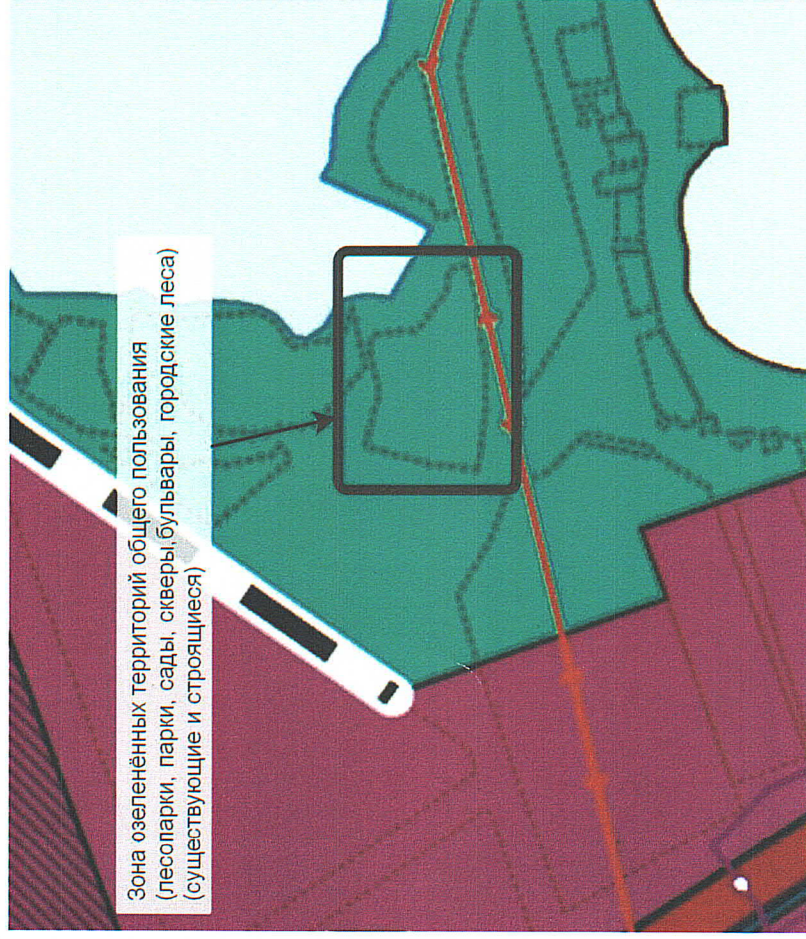 Зона озеленённых территорий общего пользования
(лесопарки, парки, сады, скверы,бульвары, городские леса)
(существующие и строящиеся)